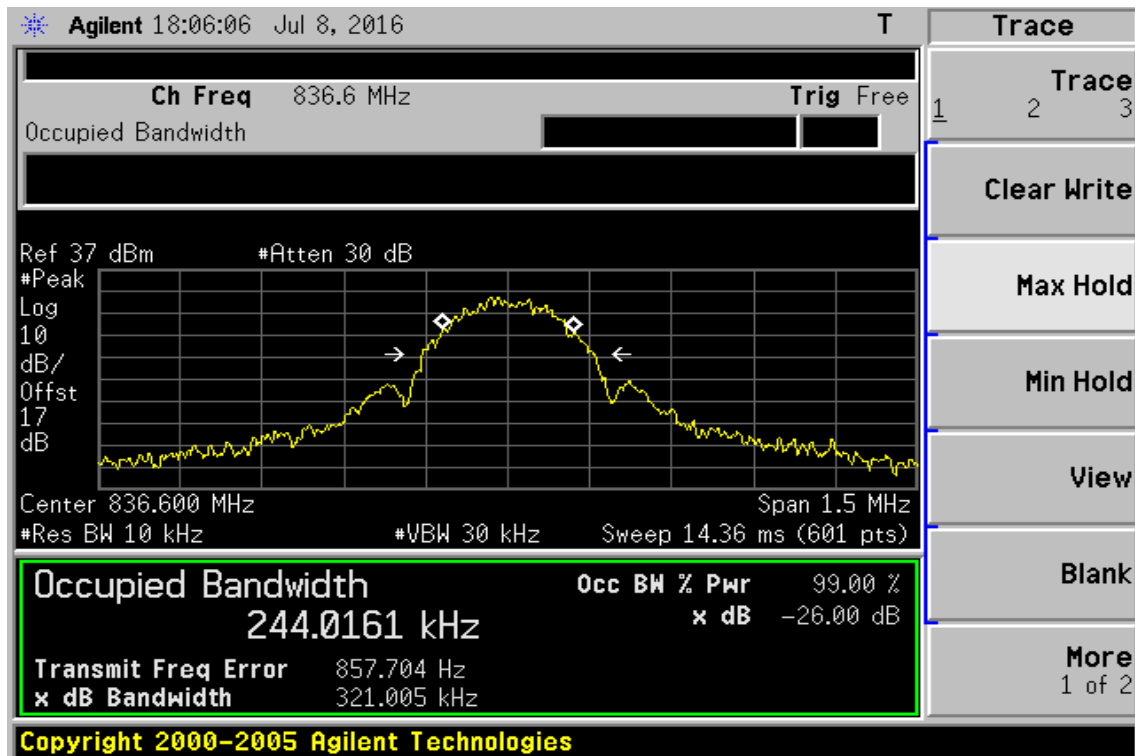 Agilent 18:06:06 Jul 8, 2016 T
Trace
Ch Freq 836.6 MHz Trig Free
Occupied Bandwidth
Trace
1 2 3
Clear Write
Max Hold
Min Hold
View
Blank
More
1 of 2
Ref 37 dBm #Atten 30 dB
#Peak
Log
10
dB/
Offst
17
dB
Center 836.600 MHz Span 1.5 MHz
#Res BW 10 kHz #VBW 30 kHz Sweep 14.36 ms (601 pts)
Occupied Bandwidth Occ BW % Pwr 99.00 %
244.0161 kHz x dB -26.00 dB
Transmit Freq Error 857.704 Hz
x dB Bandwidth 321.005 kHz
Copyright 2000-2005 Agilent Technologies